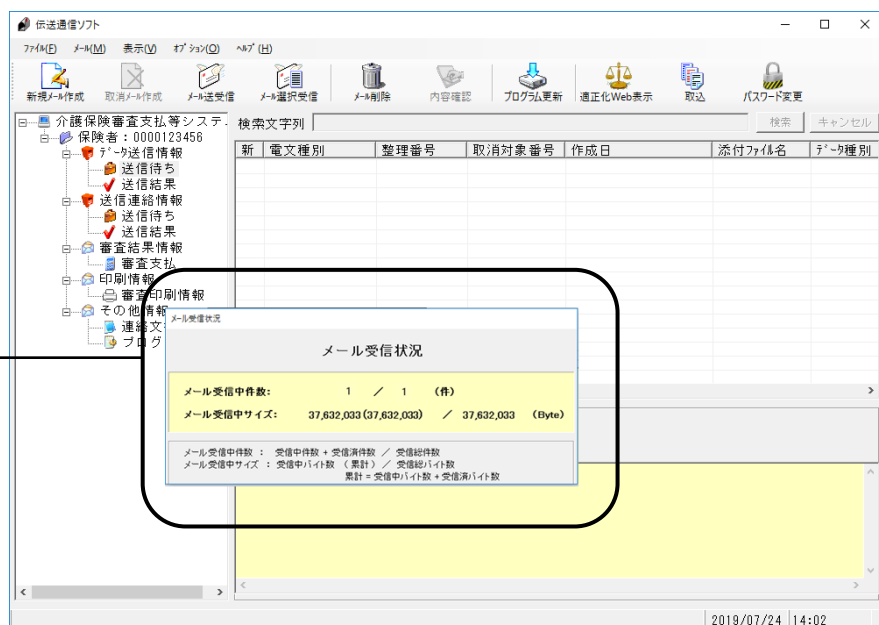 伝送通信ソフト
ﾌｧｲﾙ(F) ﾒｰﾙ(M) 表示(V) ｵﾌﾟｼｮﾝ(O) ﾍﾙﾌﾟ(H)
新規ﾒｰﾙ作成 取消ﾒｰﾙ作成 ﾒｰﾙ送受信 ﾒｰﾙ選択受信 ﾒｰﾙ削除 内容確認 ﾌﾟﾛｸﾞﾗﾑ更新 適正化Web表示 取込 ﾊﾟｽﾜｰﾄﾞ変更
検索文字列 検索 キャンセル
新 電文種別 整理番号 取消対象番号 作成日 添付ﾌｧｲﾙ名 ﾃﾞｰﾀ種別
介護保険審査支払等システ
保険者：0000123456
ﾃﾞｰﾀ送信情報
送信待ち
送信結果
送信連絡情報
送信待ち
送信結果
審査結果情報
審査支払
印刷情報
審査印刷情報
その他情報
連絡文
プログ
メール受信状況
メール受信状況
メール受信中件数： 1 ／ 1 （件）
メール受信中サイズ： 37,632,033(37,632,033) ／ 37,632,033 （Byte）
メール受信中件数 ： 受信中件数 + 受信済件数 ／ 受信総件数
メール受信中サイズ ： 受信中バイト数 （累計）／ 受信総バイト数
累計 = 受信中バイト数 + 受信済バイト数
2019/07/24 14:02